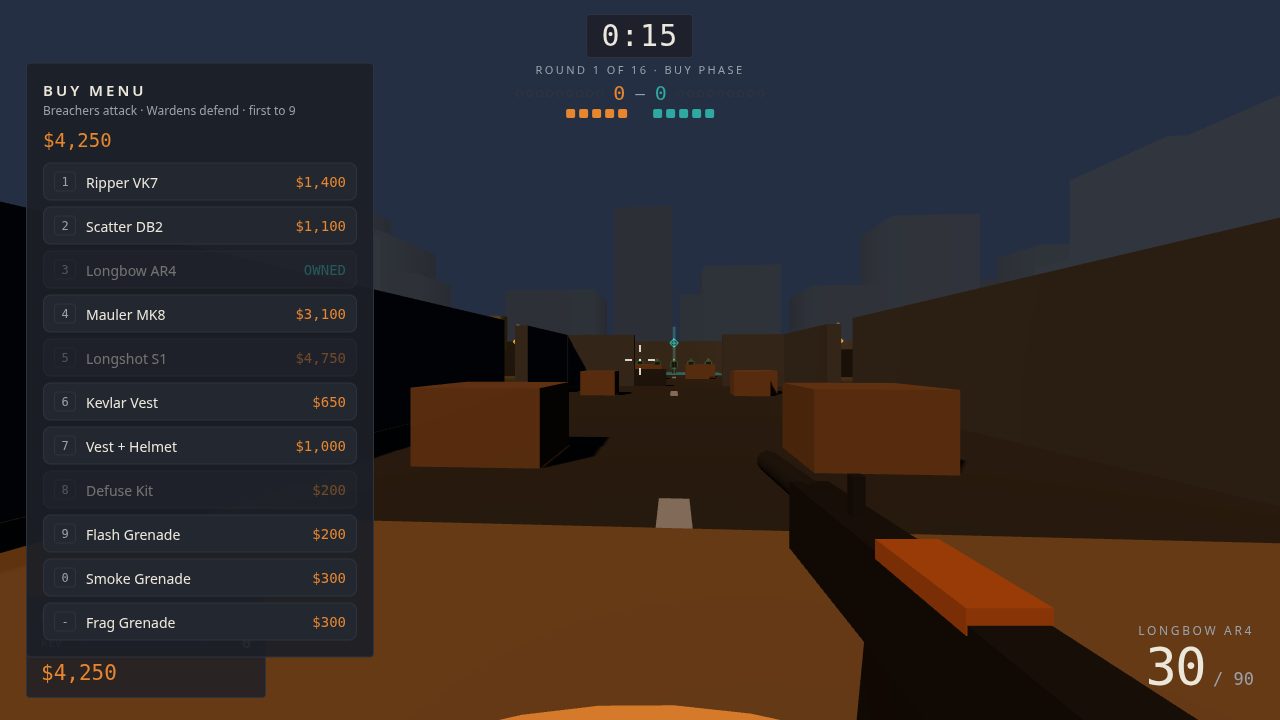 0:15
ROUND 1 OF 16 · BUY PHASE
0 – 0
BUY MENU
Breachers attack · Wardens defend · first to 9
$4,250
1 Ripper VK7 $1,400
2 Scatter DB2 $1,100
3 Longbow AR4 OWNED
4 Mauler MK8 $3,100
5 Longshot S1 $4,750
6 Kevlar Vest $650
7 Vest + Helmet $1,000
8 Defuse Kit $200
9 Flash Grenade $200
0 Smoke Grenade $300
- Frag Grenade $300
$4,250
LONGBOW AR4
30 / 90